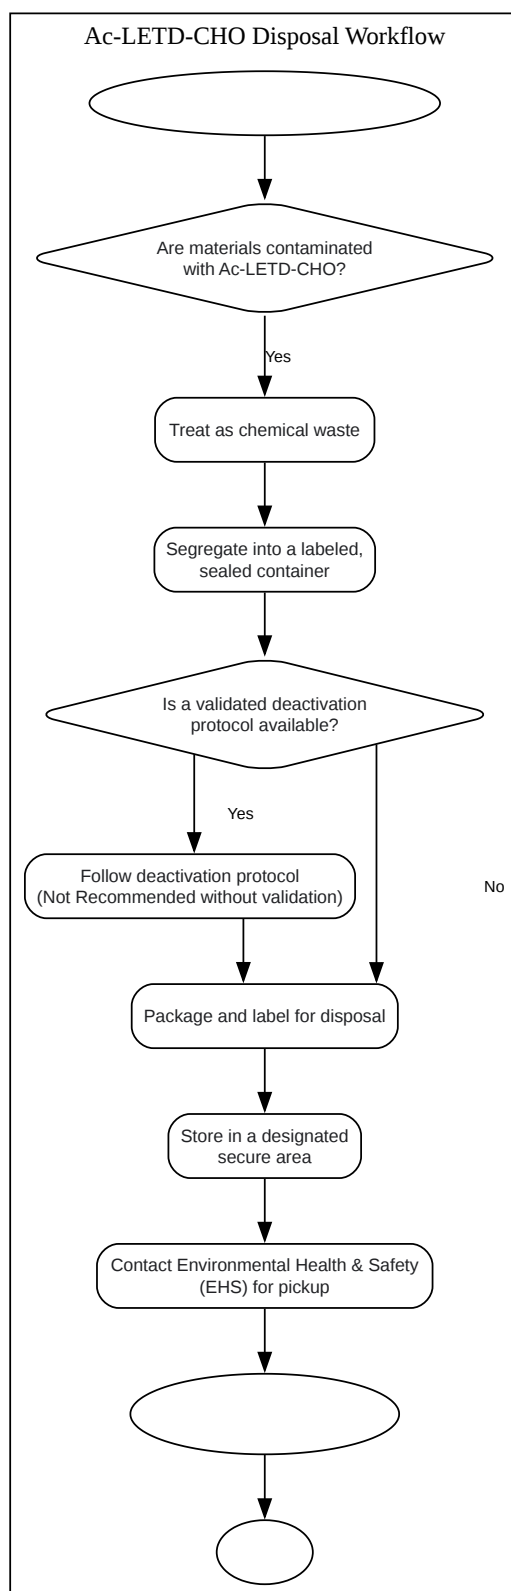 Ac-LETD-CHO Disposal Workflow
Are materials contaminated
with Ac-LETD-CHO?
Yes
Treat as chemical waste
Segregate into a labeled,
sealed container
Is a validated deactivation
protocol available?
Yes
Follow deactivation protocol
(Not Recommended without validation)
No
Package and label for disposal
Store in a designated
secure area
Contact Environmental Health & Safety
(EHS) for pickup